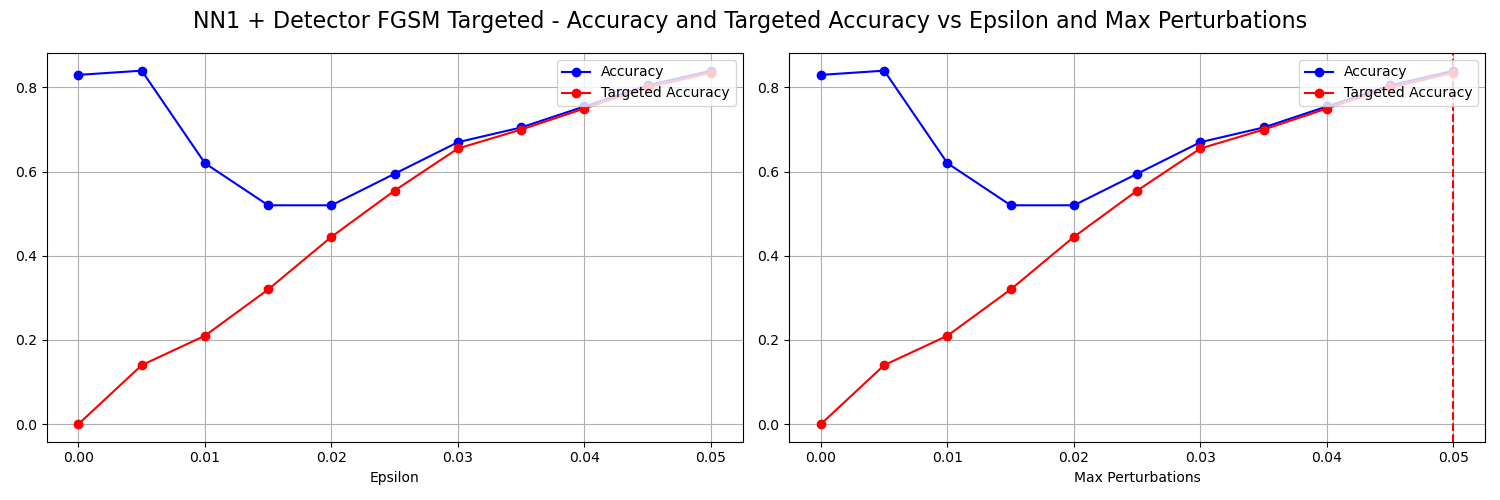 NN1 + Detector FGSM Targeted - Accuracy and Targeted Accuracy vs Epsilon and Max Perturbations
Accuracy
Targeted Accuracy
0.8
0.6
0.4
0.2
0.0
0.00 0.01 0.02 0.03 0.04 0.05
Epsilon
Accuracy
Targeted Accuracy
0.8
0.6
0.4
0.2
0.0
0.00 0.01 0.02 0.03 0.04 0.05
Max Perturbations